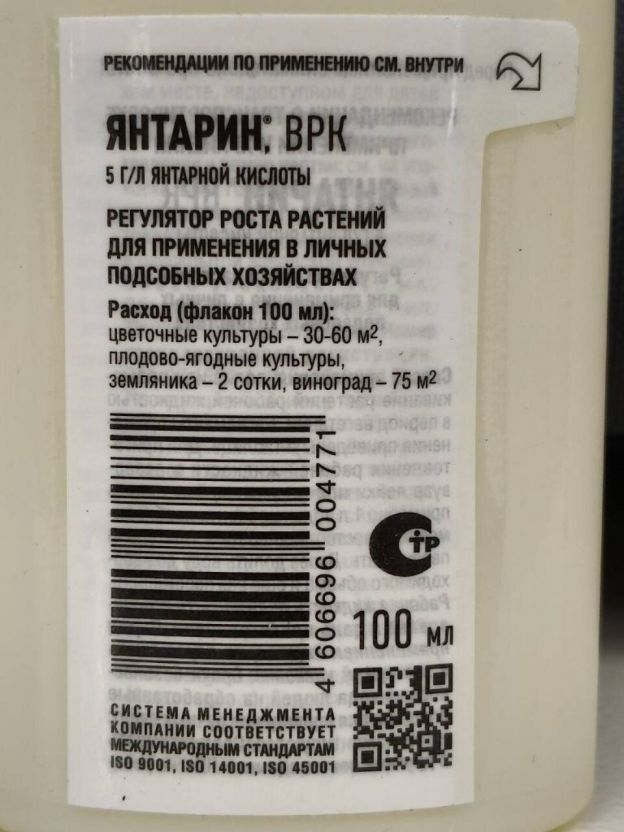 РЕКОМЕНДАЦИИ ПО ПРИМЕНЕНИЮ СМ. ВНУТРИ
ЯНТАРИН®, ВРК
5 Г/Л ЯНТАРНОЙ КИСЛОТЫ
РЕГУЛЯТОР РОСТА РАСТЕНИЙ
ДЛЯ ПРИМЕНЕНИЯ В ЛИЧНЫХ
ПОДСОБНЫХ ХОЗЯЙСТВАХ
Расход (флакон 100 мл):
цветочные культуры – 30-60 м²,
плодово-ягодные культуры,
земляника – 2 сотки, виноград – 75 м²
4 606696 004771
СТР
100 мл
СИСТЕМА МЕНЕДЖМЕНТА
КОМПАНИИ СООТВЕТСТВУЕТ
МЕЖДУНАРОДНЫМ СТАНДАРТАМ
ISO 9001, ISO 14001, ISO 45001